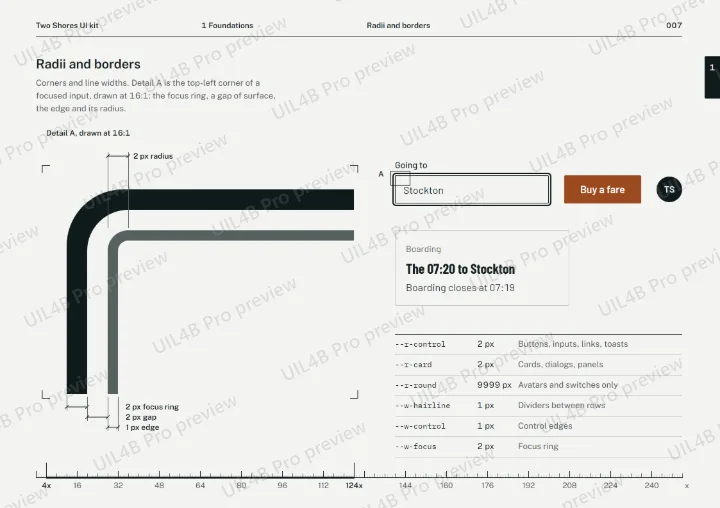 Two Shores UI kit
1 Foundations
Radii and borders
007
1
Radii and borders
Corners and line widths. Detail A is the top-left corner of a
focused input, drawn at 16:1: the focus ring, a gap of surface,
the edge and its radius.
Detail A, drawn at 16:1
2 px radius
2 px focus ring
2 px gap
1 px edge
Going to
A
Stockton
Buy a fare
TS
Boarding
The 07:20 to Stockton
Boarding closes at 07:19
--r-control 2 px Buttons, inputs, links, toasts
--r-card 2 px Cards, dialogs, panels
--r-round 9999 px Avatars and switches only
--w-hairline 1 px Dividers between rows
--w-control 1 px Control edges
--w-focus 2 px Focus ring
4x 16 32 48 64 80 96 112 124x 144 160 176 192 208 224 240 x
UIL4B Pro preview